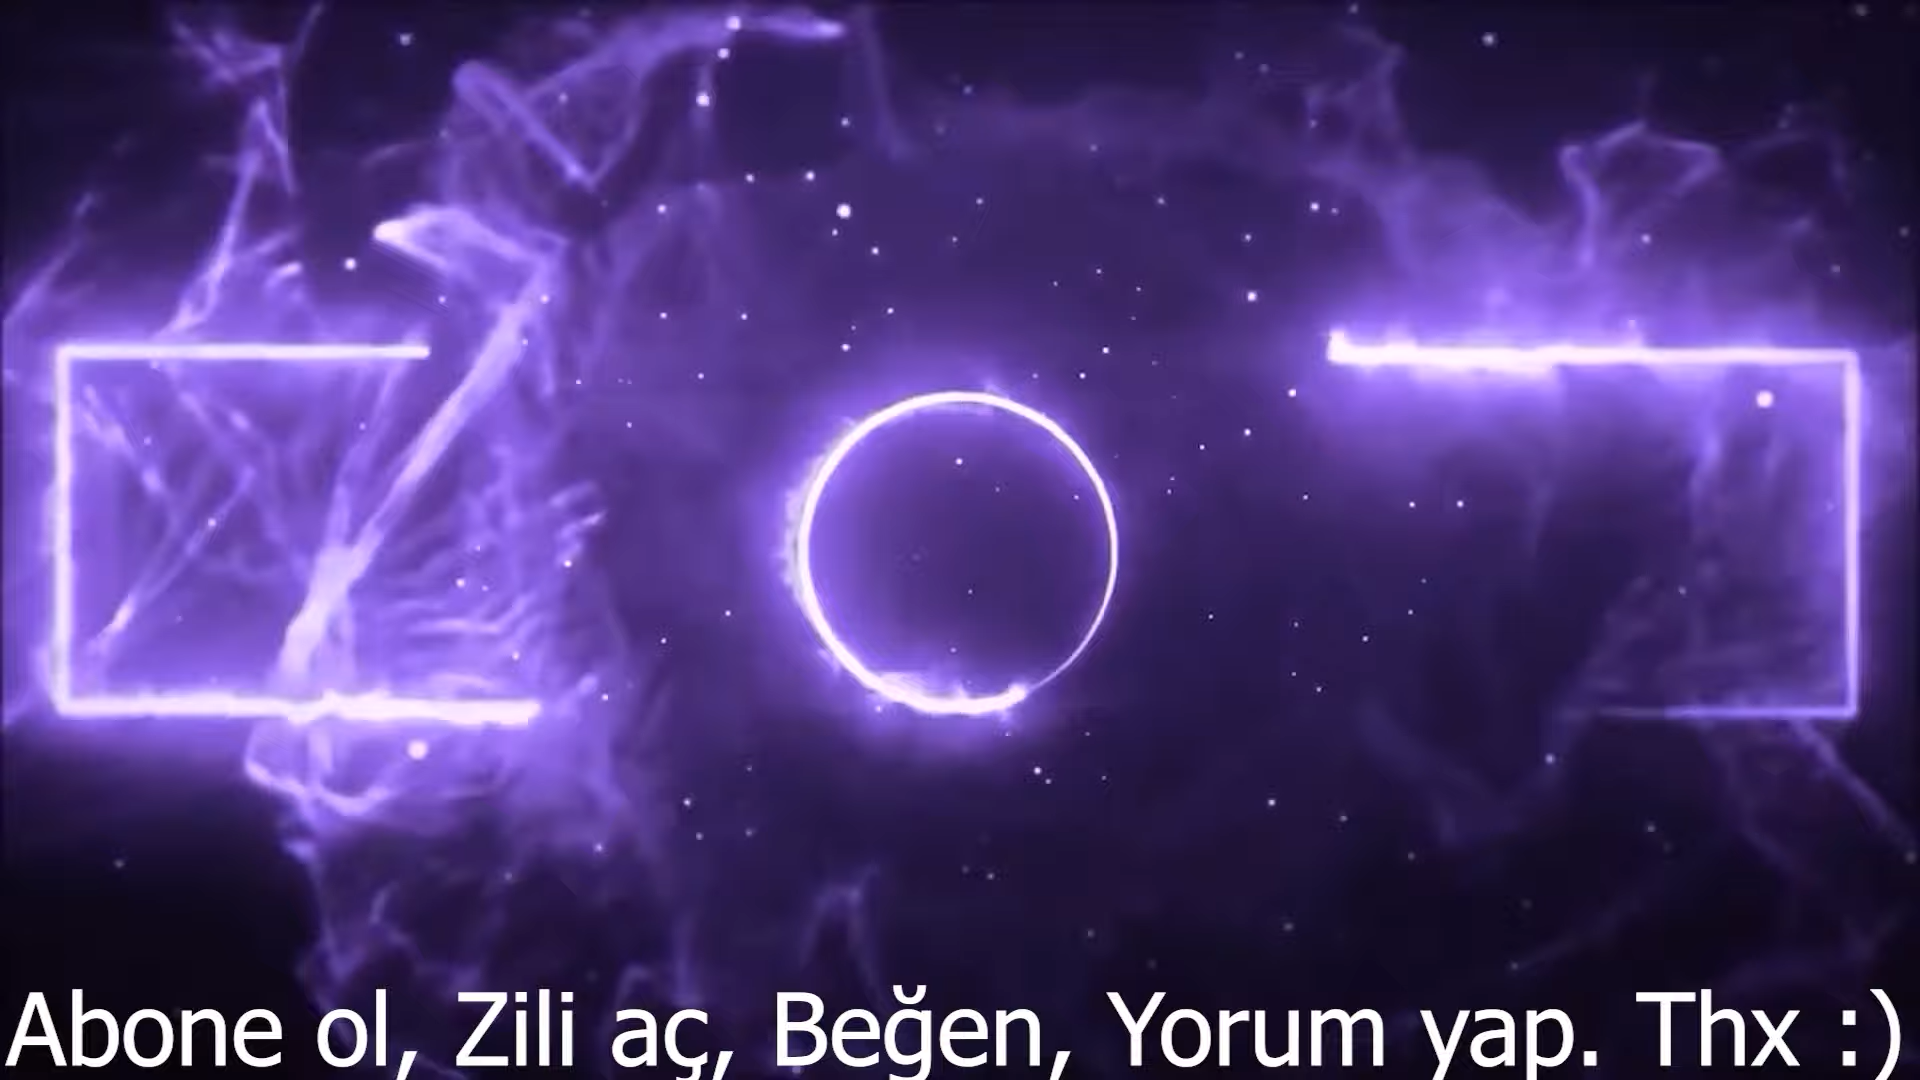 Abone ol, Zili aç, Beğen, Yorum yap. Thx :)